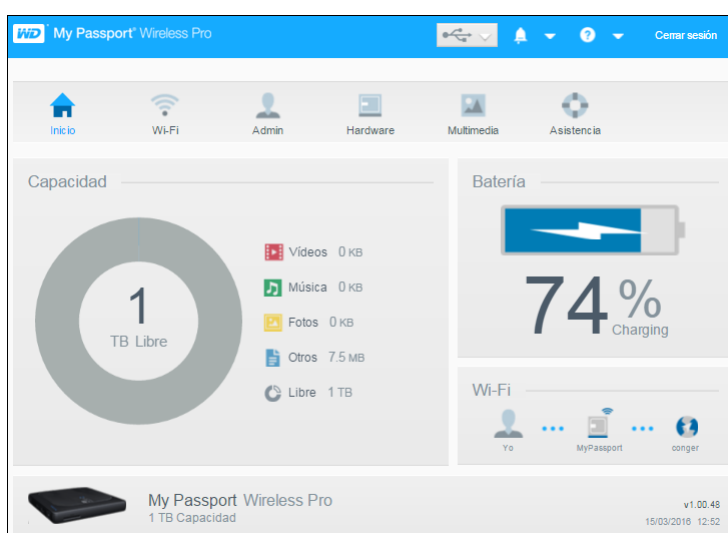 WD My Passport® Wireless Pro
? Cerrar sesión
Inicio Wi-Fi Admin Hardware Multimedia Asistencia
Capacidad
1
TB Libre
Vídeos 0 KB
Música 0 KB
Fotos 0 KB
Otros 7.5 MB
Libre 1 TB
Batería
74 %
Charging
Wi-Fi
Yo MyPassport conger
My Passport Wireless Pro
1 TB Capacidad
v1.00.48
15/03/2016 12:52